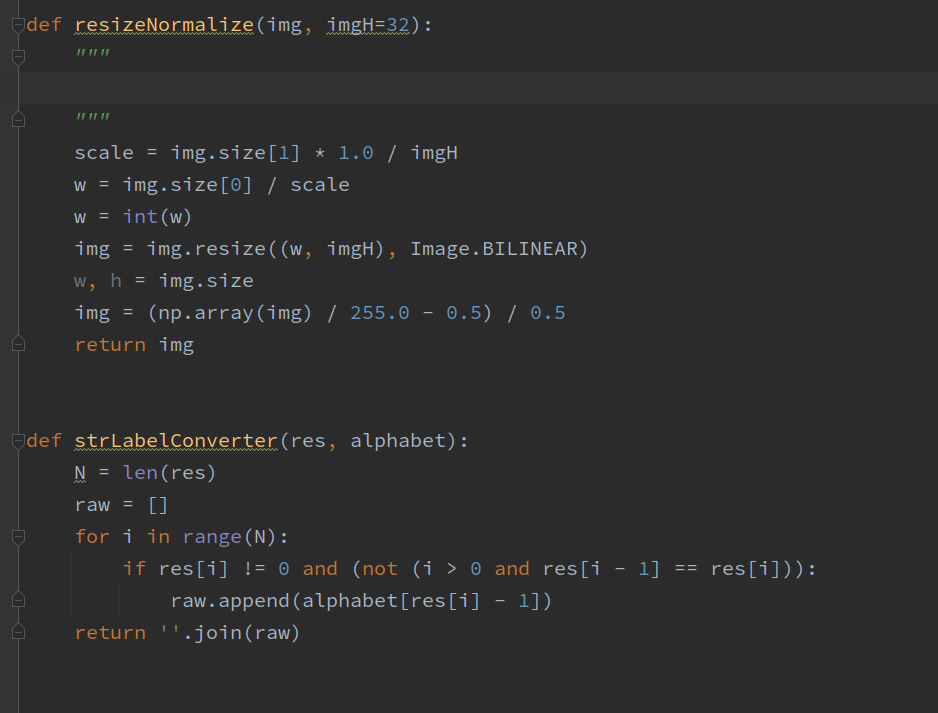 def resizeNormalize(img, imgH=32):
    """

    """
    scale = img.size[1] * 1.0 / imgH
    w = img.size[0] / scale
    w = int(w)
    img = img.resize((w, imgH), Image.BILINEAR)
    w, h = img.size
    img = (np.array(img) / 255.0 - 0.5) / 0.5
    return img


def strLabelConverter(res, alphabet):
    N = len(res)
    raw = []
    for i in range(N):
        if res[i] != 0 and (not (i > 0 and res[i - 1] == res[i])):
            raw.append(alphabet[res[i] - 1])
    return ''.join(raw)